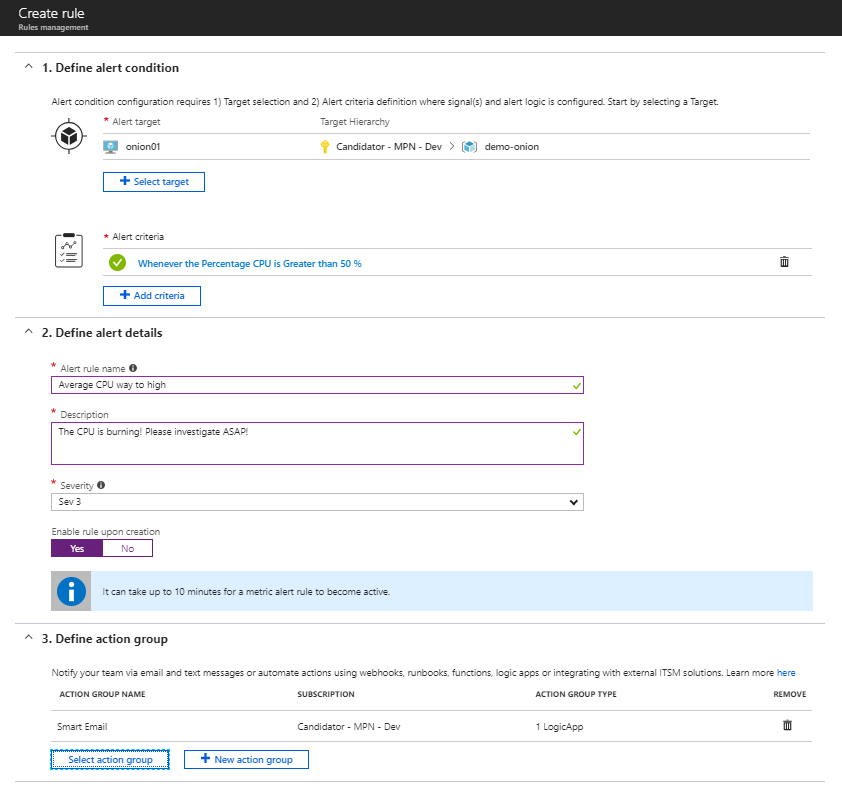 Create rule
Rules management
1. Define alert condition
Alert condition configuration requires 1) Target selection and 2) Alert criteria definition where signal(s) and alert logic is configured. Start by selecting a Target.
* Alert target Target Hierarchy
onion01 Candidator - MPN - Dev > demo-onion
+ Select target
* Alert criteria
Whenever the Percentage CPU is Greater than 50 %
+ Add criteria
2. Define alert details
* Alert rule name
Average CPU way to high
* Description
The CPU is burning! Please investigate ASAP!
* Severity
Sev 3
Enable rule upon creation
Yes No
It can take up to 10 minutes for a metric alert rule to become active.
3. Define action group
Notify your team via email and text messages or automate actions using webhooks, runbooks, functions, logic apps or integrating with external ITSM solutions. Learn more here
ACTION GROUP NAME SUBSCRIPTION ACTION GROUP TYPE REMOVE
Smart Email Candidator - MPN - Dev 1 LogicApp
Select action group + New action group